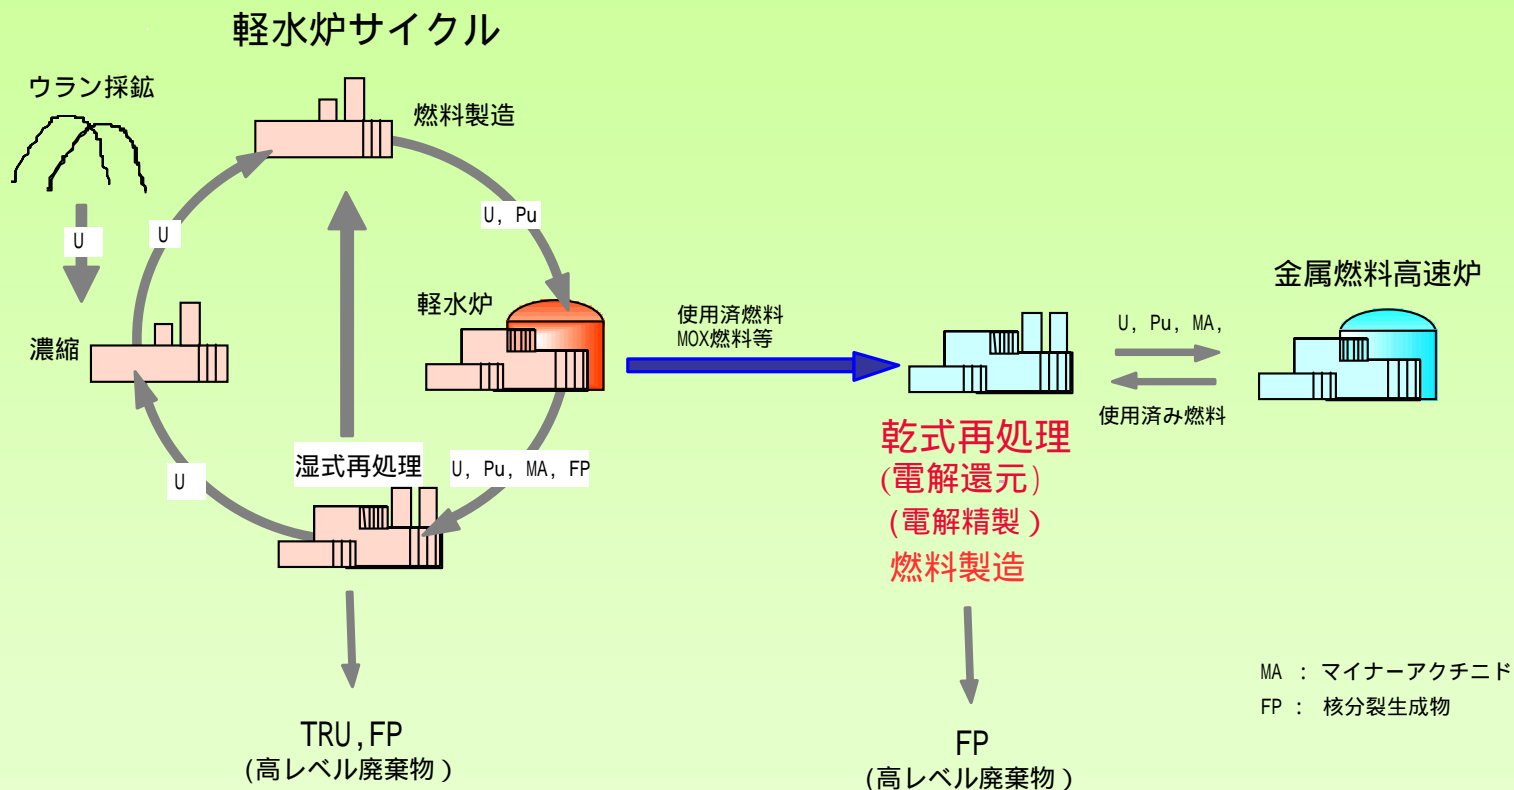 軽水炉サイクル
ウラン採鉱
燃料製造
U, Pu
U
U
軽水炉
使用済燃料
MOX燃料等
金属燃料高速炉
U, Pu, MA,
濃縮
使用済み燃料
乾式再処理
(電解還元)
(電解精製)
燃料製造
湿式再処理
U, Pu, MA, FP
U
TRU,FP
(高レベル廃棄物)
FP
(高レベル廃棄物)
MA : マイナーアクチニド
FP : 核分裂生成物